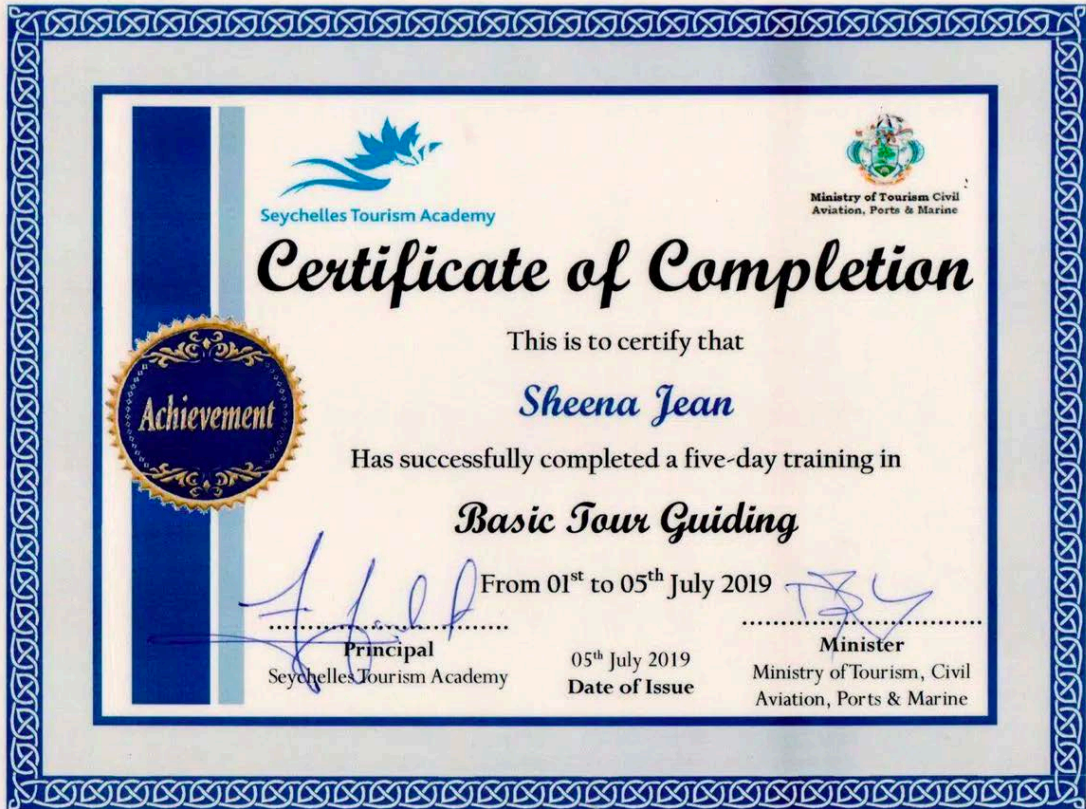 Seychelles Tourism Academy
Ministry of Tourism Civil
Aviation, Ports & Marine
Certificate of Completion
This is to certify that
Sheena Jean
Achievement
Has successfully completed a five-day training in
Basic Tour Guiding
From 01st to 05th July 2019
Principal
Seychelles Tourism Academy
05th July 2019
Date of Issue
Minister
Ministry of Tourism, Civil
Aviation, Ports & Marine